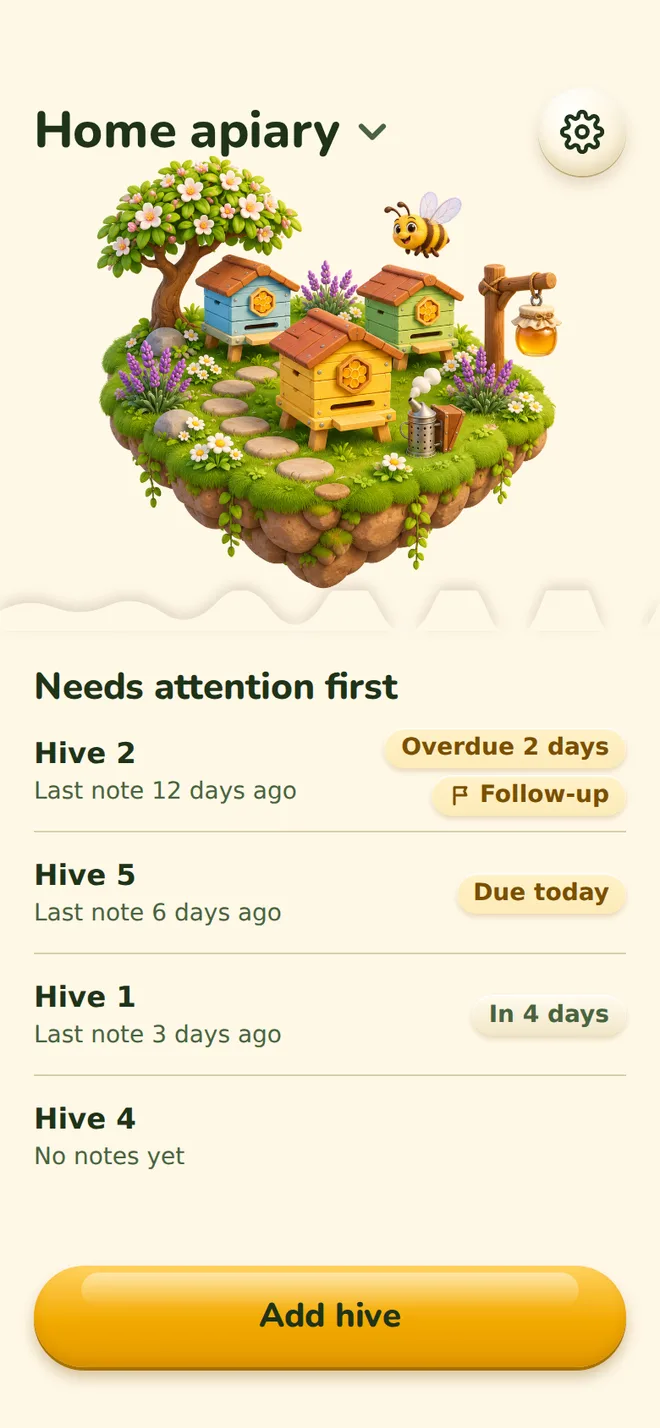 Home apiary
Needs attention first
Hive 2
Overdue 2 days
Last note 12 days ago
Follow-up
Hive 5
Due today
Last note 6 days ago
Hive 1
In 4 days
Last note 3 days ago
Hive 4
No notes yet
Add hive